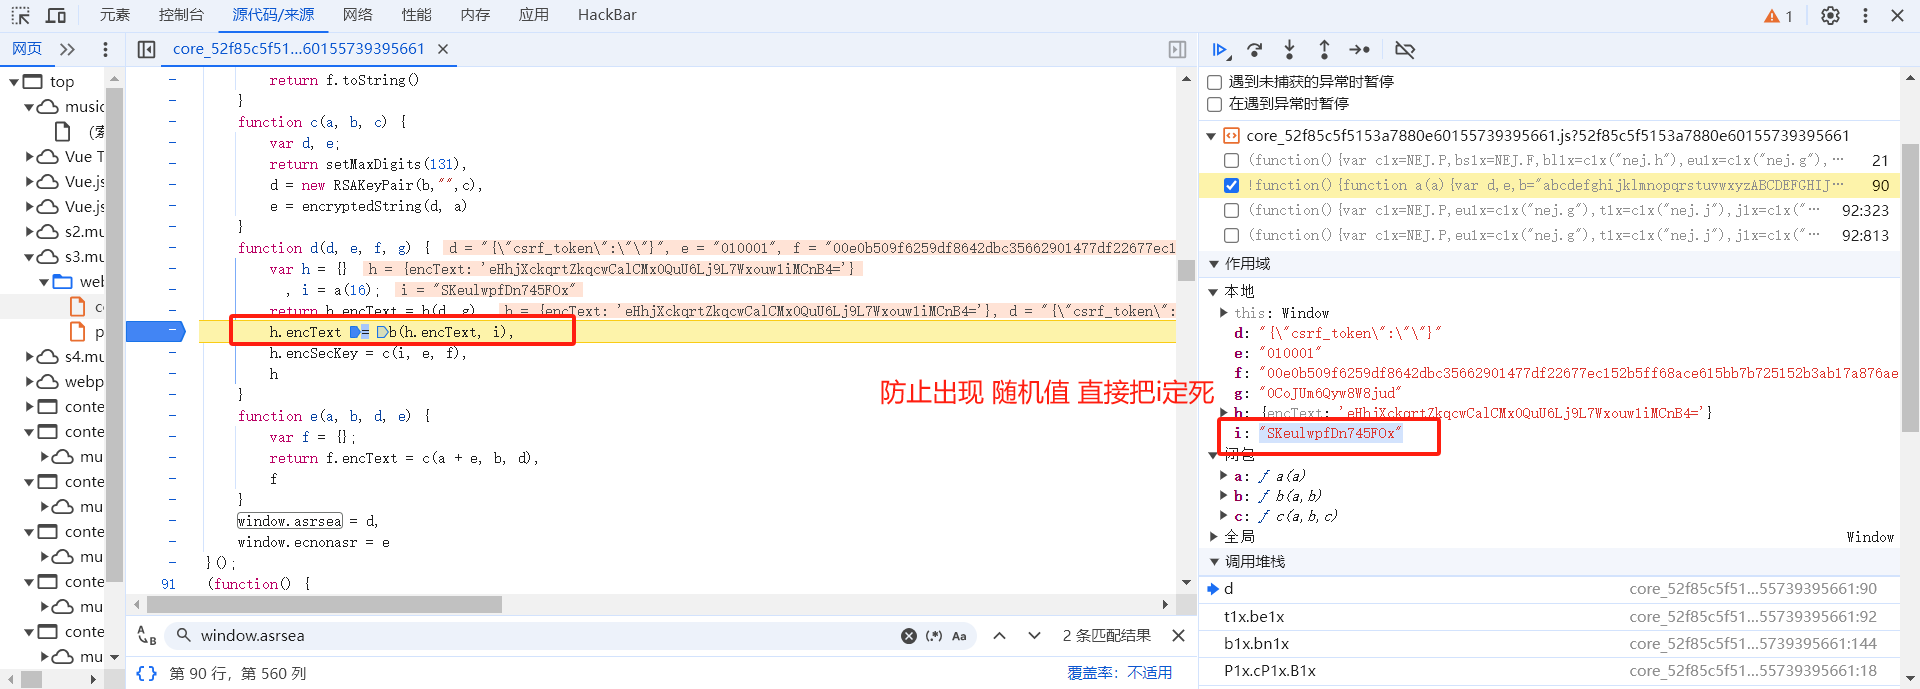 元素 控制台 源代码/来源 网络 性能 内存 应用 HackBar 1
网页 core_52f85c5f51...60155739395661
top
music
Vue T
Vue.js
Vue.js
s2.mu
s3.mu
web
s4.mu
webp
conte
conte
mu
conte
conte
mu
conte
mu
conte
mu
return f.toString()
}
function c(a, b, c) {
var d, e;
return setMaxDigits(131),
d = new RSAKeyPair(b,"",c),
e = encryptedString(d, a)
}
function d(d, e, f, g) { d = "{\"csrf_token\":\"\"}", e = "010001", f = "00e0b509f6259df8642dbc35662901477df22677ec1
var h = {} h = {encText: 'eHhjXckqrtZkqcwCalCMx0QuU6Lj9L7Wxouw1iMCnB4='}
, i = a(16); i = "SKeulwpfDn745FOx"
return h.encText = b(d, g), h = {encText: 'eHhjXckqrtZkqcwCalCMx0QuU6Lj9L7Wxouw1iMCnB4='}, d = "{\"csrf_token\":
h.encText = b(h.encText, i),
h.encSecKey = c(i, e, f),
h
}
function e(a, b, d, e) {
var f = {};
return f.encText = c(a + e, b, d),
f
}
window.asrsea = d,
window.ecnonasr = e
}();
91 (function() {
防止出现 随机值 直接把i定死
window.asrsea (.*) Aa 2 条匹配结果
{} 第 90 行，第 560 列 覆盖率：不适用
遇到未捕获的异常时暂停
在遇到异常时暂停
core_52f85c5f5153a7880e60155739395661.js?52f85c5f5153a7880e60155739395661
(function(){var c1x=NEJ.P,bs1x=NEJ.F,bl1x=c1x("nej.h"),eu1x=c1x("nej.g"),… 21
!function(){function a(a){var d,e,b="abcdefghijklmnopqrstuvwxyzABCDEFGHIJ… 90
(function(){var c1x=NEJ.P,eu1x=c1x("nej.g"),t1x=c1x("nej.j"),j1x=c1x("… 92:323
(function(){var c1x=NEJ.P,eu1x=c1x("nej.g"),t1x=c1x("nej.j"),j1x=c1x("… 92:813
作用域
本地
this: Window
d: "{\"csrf_token\":\"\"}"
e: "010001"
f: "00e0b509f6259df8642dbc35662901477df22677ec152b5ff68ace615bb7b725152b3ab17a876ae
g: "0CoJUm6Qyw8W8jud"
h: {encText: 'eHhjXckqrtZkqcwCalCMx0QuU6Lj9L7Wxouw1iMCnB4='}
i: "SKeulwpfDn745FOx"
闭包
a: ƒ a(a)
b: ƒ b(a,b)
c: ƒ c(a,b,c)
全局 Window
调用堆栈
d core_52f85c5f51...55739395661:90
t1x.be1x core_52f85c5f51...55739395661:92
b1x.bn1x core_52f85c5f51...5739395661:144
P1x.cP1x.B1x core_52f85c5f51...55739395661:18